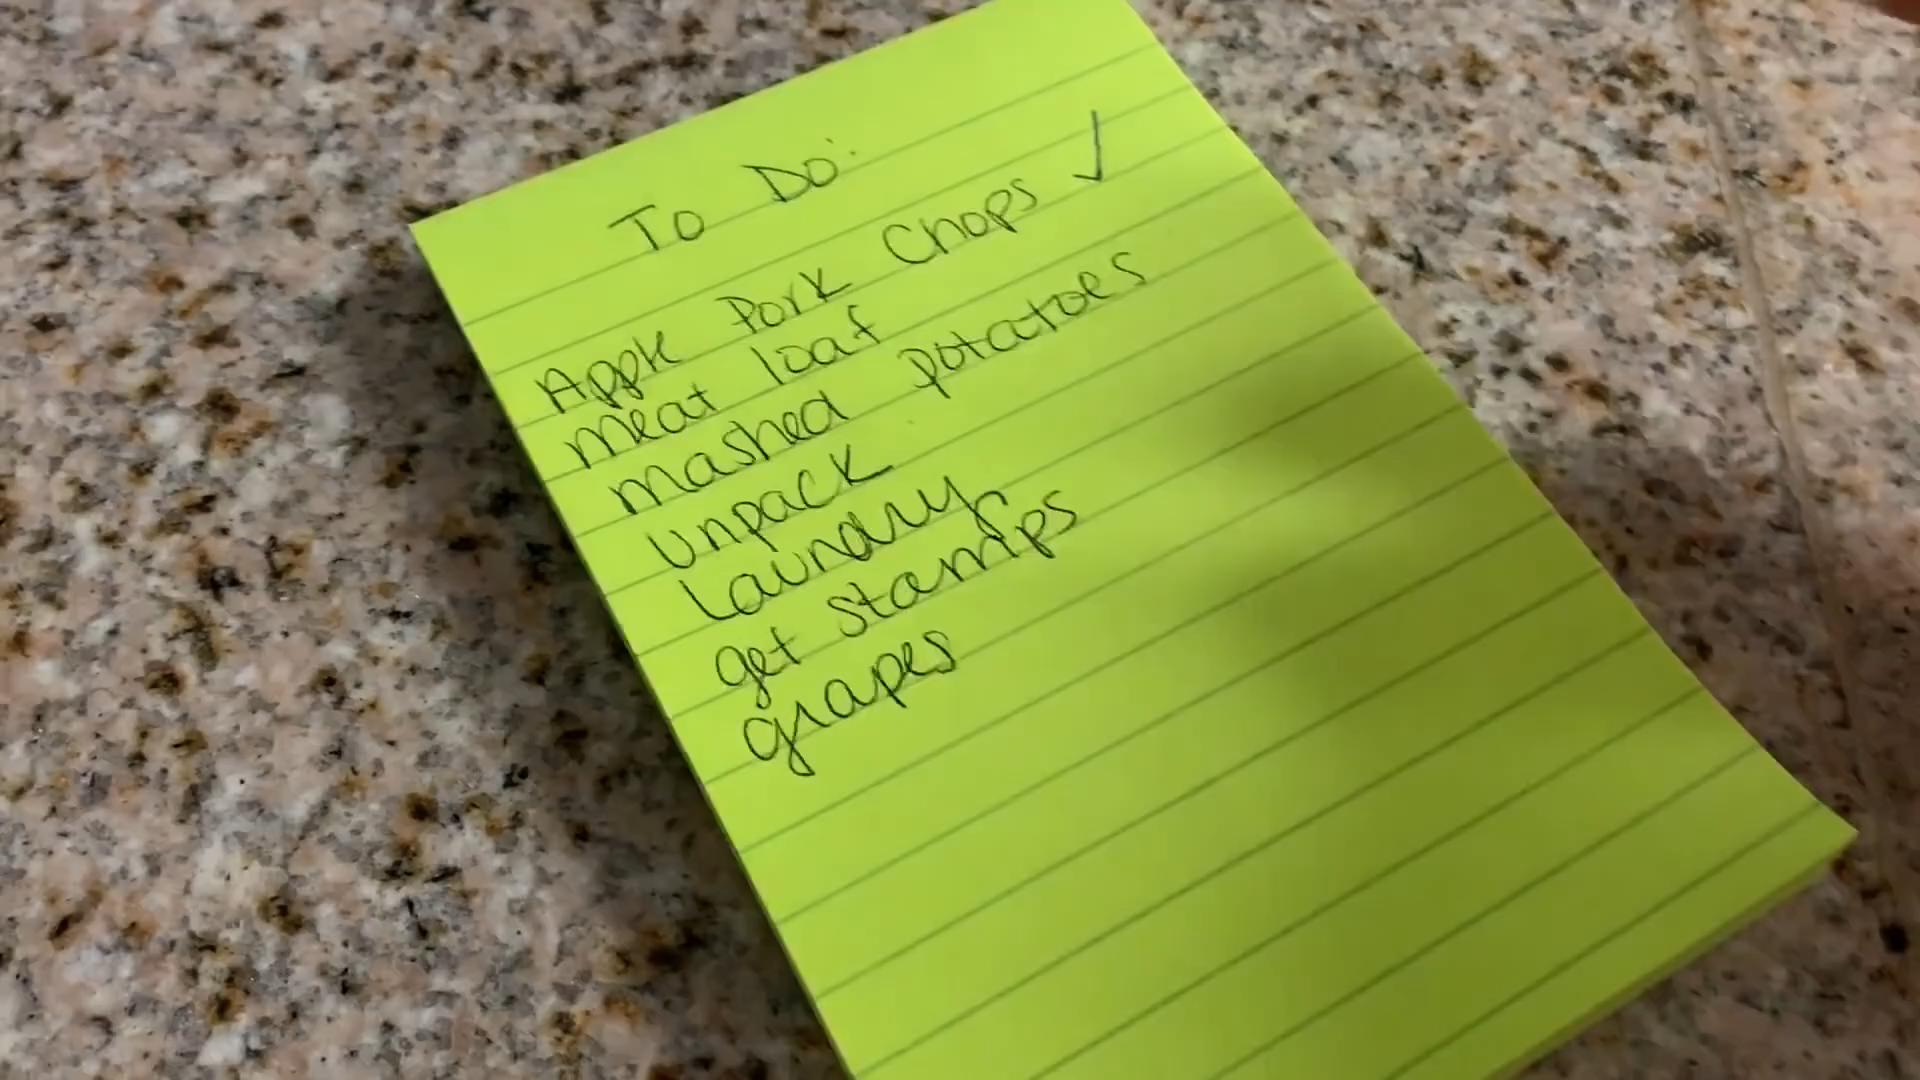 To Do:
Apple Pork Chops ✓
meat loaf
mashed potatoes
unpack
Laundry
get stamps
grapes